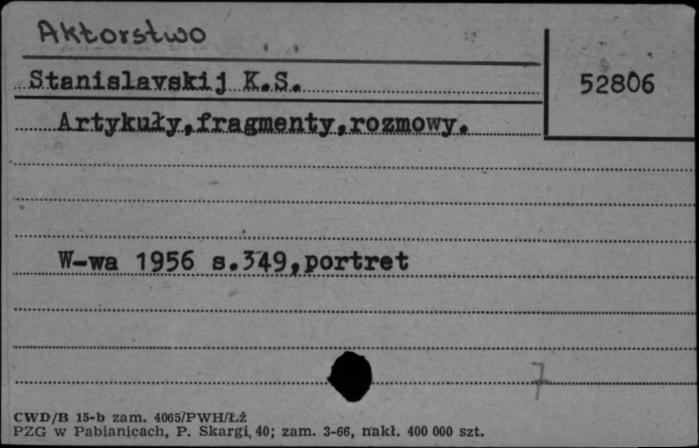 Aktorstwo
Stanislavskij K.S.
52806
Artykuły,fragmenty,rozmowy.
W-wa 1956 s.349,portret
7
CWD/B 15-b zam. 4065/PWH/ŁŻ
PZG w Pabianicach, P. Skargi, 40; zam. 3-66, nakł. 400 000 szt.